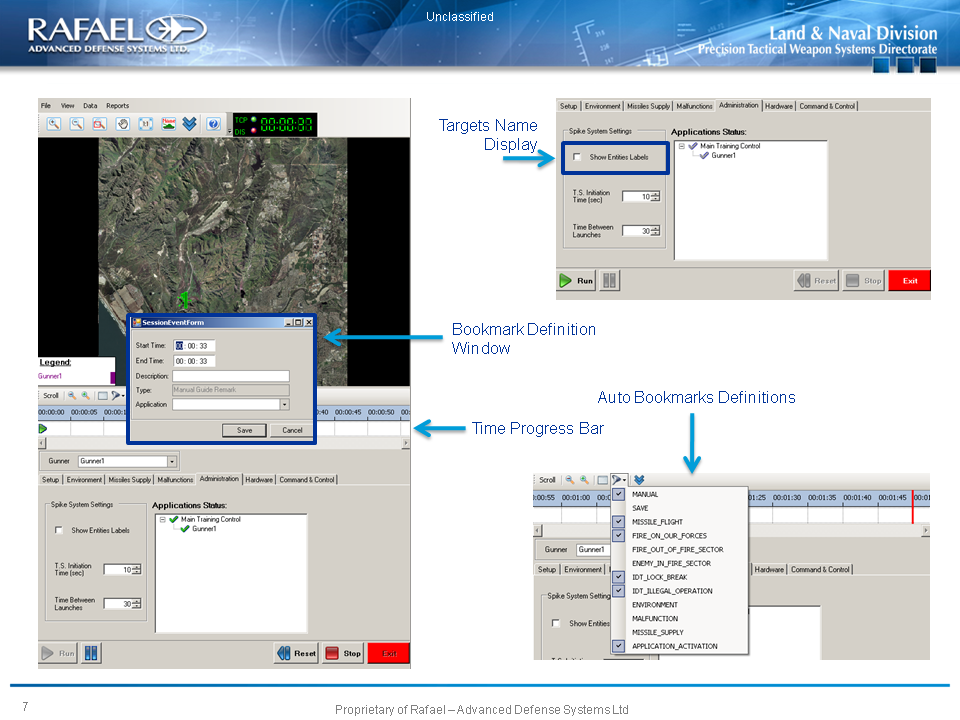 Unclassified
RAFAEL
ADVANCED DEFENSE SYSTEMS LTD.
Land & Naval Division
Precision Tactical Weapon Systems Directorate
File View Data Reports
TCP
DIS
00:00:37
SessionEventForm
Start Time: 00: 00: 33
End Time: 00: 00: 33
Description:
Type: Manual Guide Remark
Application
Save Cancel
Legend:
Gunner1
Scroll
00:00:00 00:00:05 00:00:1 0:40 00:00:45 00:00:50 00:
Gunner Gunner1
Setup Environment Missiles Supply Malfunctions Administration Hardware Command & Control
Spike System Settings
Show Entities Labels
T.S. Initiation
Time (sec) 10
Time Between
Launches 30
Applications Status:
Main Training Control
Gunner1
Run Reset Stop Exit
Targets Name
Display
Setup Environment Missiles Supply Malfunctions Administration Hardware Command & Control
Spike System Settings
Show Entities Labels
T.S. Initiation
Time (sec) 10
Time Between
Launches 30
Applications Status:
Main Training Control
Gunner1
Run Reset Stop Exit
Bookmark Definition
Window
Time Progress Bar
Auto Bookmarks Definitions
Scroll
0:00:55 00:01:00 00:0 01:25 00:01:30 00:01:35 00:01:40 00:01:45 00:01
Gunner Gunner1
Setup Environment Hardware Command & Control
Spike System Setting
Show Entities
MANUAL
SAVE
MISSILE_FLIGHT
FIRE_ON_OUR_FORCES
FIRE_OUT_OF_FIRE_SECTOR
ENEMY_IN_FIRE_SECTOR
IDT_LOCK_BREAK
IDT_ILLEGAL_OPERATION
ENVIRONMENT
MALFUNCTION
MISSILE_SUPPLY
APPLICATION_ACTIVATION
7
Proprietary of Rafael – Advanced Defense Systems Ltd